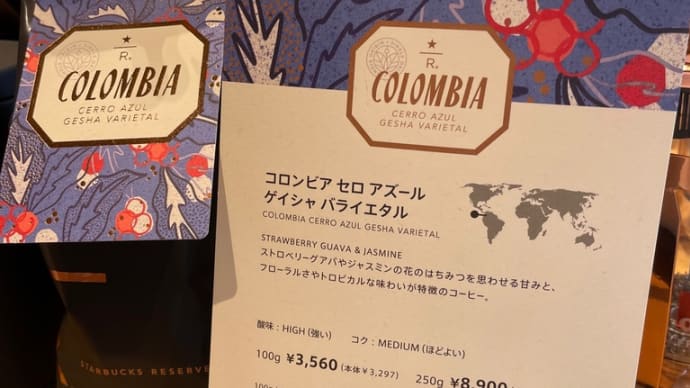 R.
COLOMBIA
CERRO AZUL
GESHA VARIETAL
STARBUCKS RESERVE
R.
COLOMBIA
CERRO AZUL
GESHA VARIETAL
コロンビア セロ アズール
ゲイシャ バライエタル
COLOMBIA CERRO AZUL GESHA VARIETAL
STRAWBERRY GUAVA & JASMINE
ストロベリーグアバやジャスミンの花のはちみつを思わせる甘みと、
フローラルさやトロピカルな味わいが特徴のコーヒー。
酸味：HIGH (強い) コク：MEDIUM (ほどよい)
100g ¥3,560 (本体¥3,297) 250g ¥8,900